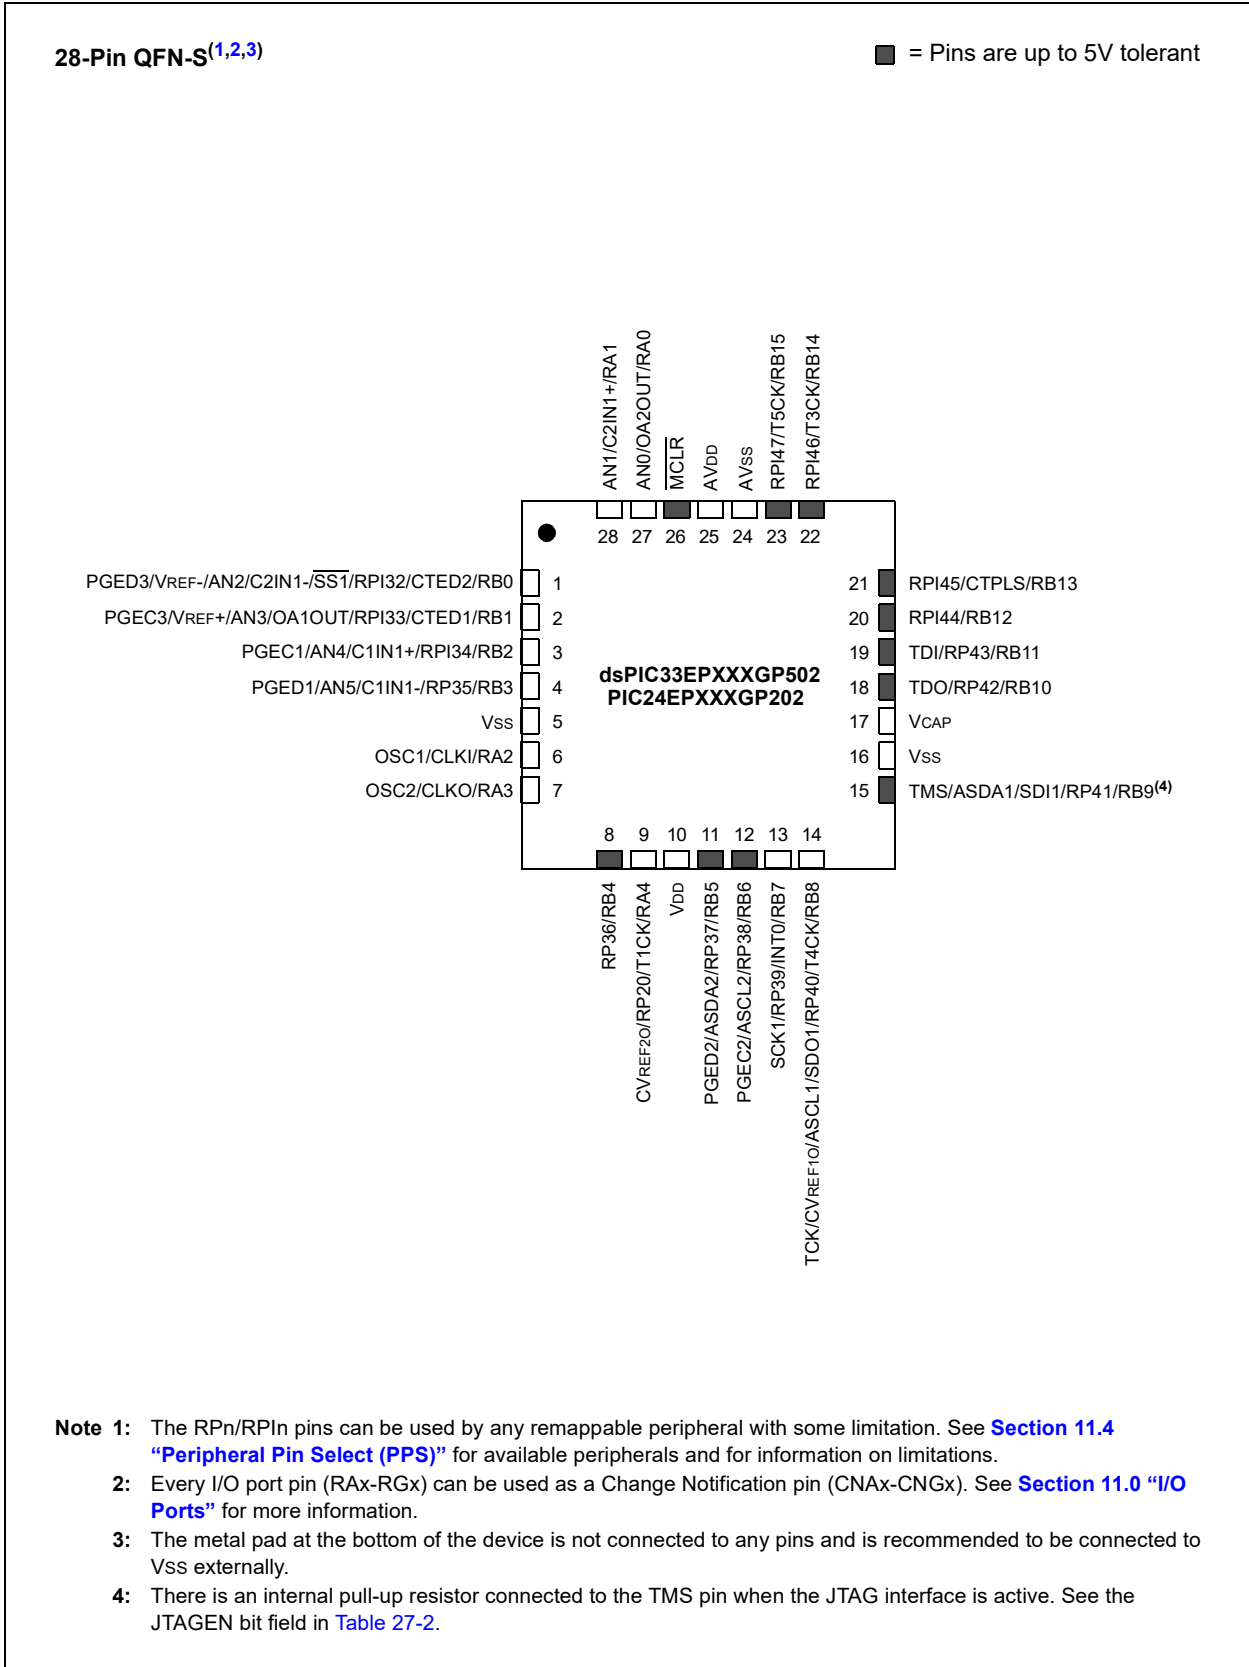 28-Pin QFN-S(1,2,3)
= Pins are up to 5V tolerant
AN1/C2IN1+/RA1
AN0/OA2OUT/RA0
MCLR
AVDD
AVSS
RPI47/T5CK/RB15
RPI46/T3CK/RB14
28 27 26 25 24 23 22
PGED3/VREF-/AN2/C2IN1-/SS1/RPI32/CTED2/RB0 1
PGEC3/VREF+/AN3/OA1OUT/RPI33/CTED1/RB1 2
PGEC1/AN4/C1IN1+/RPI34/RB2 3
PGED1/AN5/C1IN1-/RP35/RB3 4
VSS 5
OSC1/CLKI/RA2 6
OSC2/CLKO/RA3 7
dsPIC33EPXXXGP502
PIC24EPXXXGP202
21 RPI45/CTPLS/RB13
20 RPI44/RB12
19 TDI/RP43/RB11
18 TDO/RP42/RB10
17 VCAP
16 VSS
15 TMS/ASDA1/SDI1/RP41/RB9(4)
8 9 10 11 12 13 14
RP36/RB4
CVREF2O/RP20/T1CK/RA4
VDD
PGED2/ASDA2/RP37/RB5
PGEC2/ASCL2/RP38/RB6
SCK1/RP39/INT0/RB7
TCK/CVREF1O/ASCL1/SDO1/RP40/T4CK/RB8
Note 1: The RPn/RPIn pins can be used by any remappable peripheral with some limitation. See Section 11.4
“Peripheral Pin Select (PPS)” for available peripherals and for information on limitations.
2: Every I/O port pin (RAx-RGx) can be used as a Change Notification pin (CNAx-CNGx). See Section 11.0 “I/O
Ports” for more information.
3: The metal pad at the bottom of the device is not connected to any pins and is recommended to be connected to
VSS externally.
4: There is an internal pull-up resistor connected to the TMS pin when the JTAG interface is active. See the
JTAGEN bit field in Table 27-2.